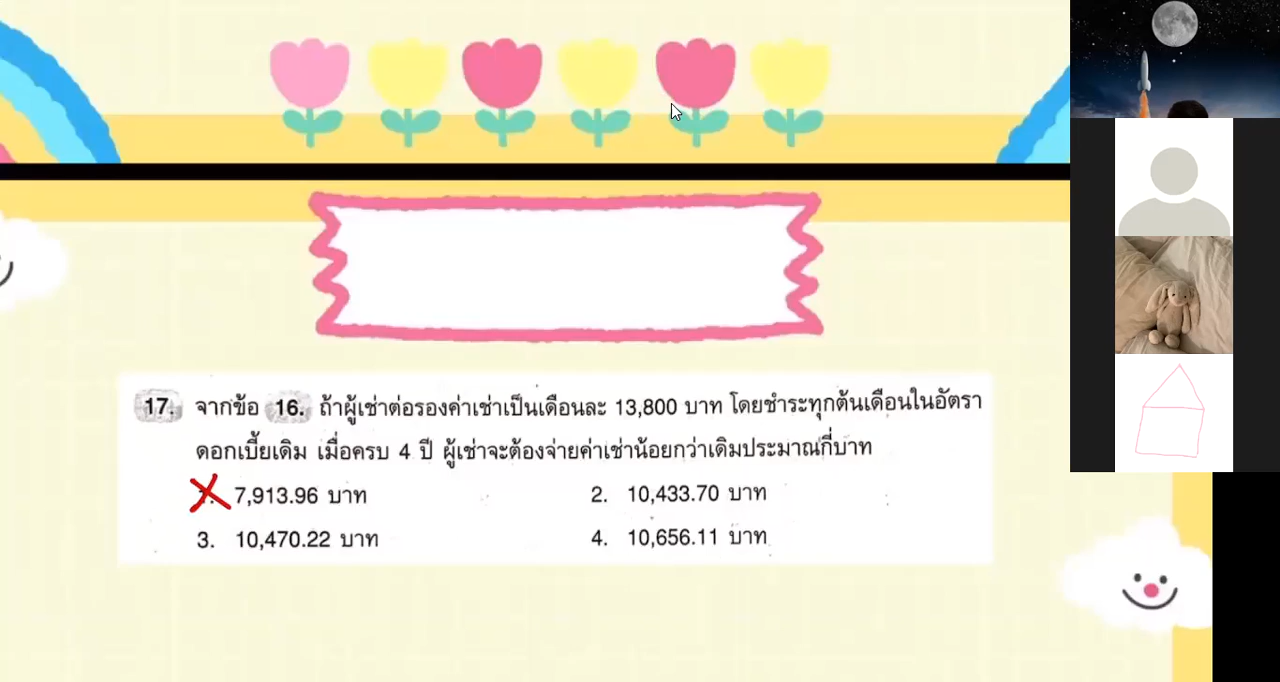 17. จากข้อ 16. ถ้าผู้เช่าต่อรองค่าเช่าเป็นเดือนละ 13,800 บาท โดยชำระทุกต้นเดือนในอัตรา
ดอกเบี้ยเดิม เมื่อครบ 4 ปี ผู้เช่าจะต้องจ่ายค่าเช่าน้อยกว่าเดิมประมาณกี่บาท
1. 7,913.96 บาท
2. 10,433.70 บาท
3. 10,470.22 บาท
4. 10,656.11 บาท